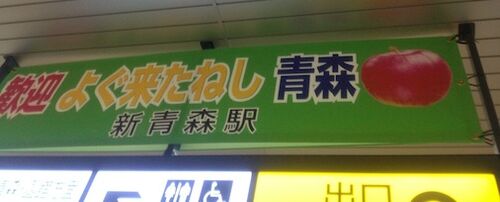 歓迎 よぐ来たねし 青森
新青森駅
出口